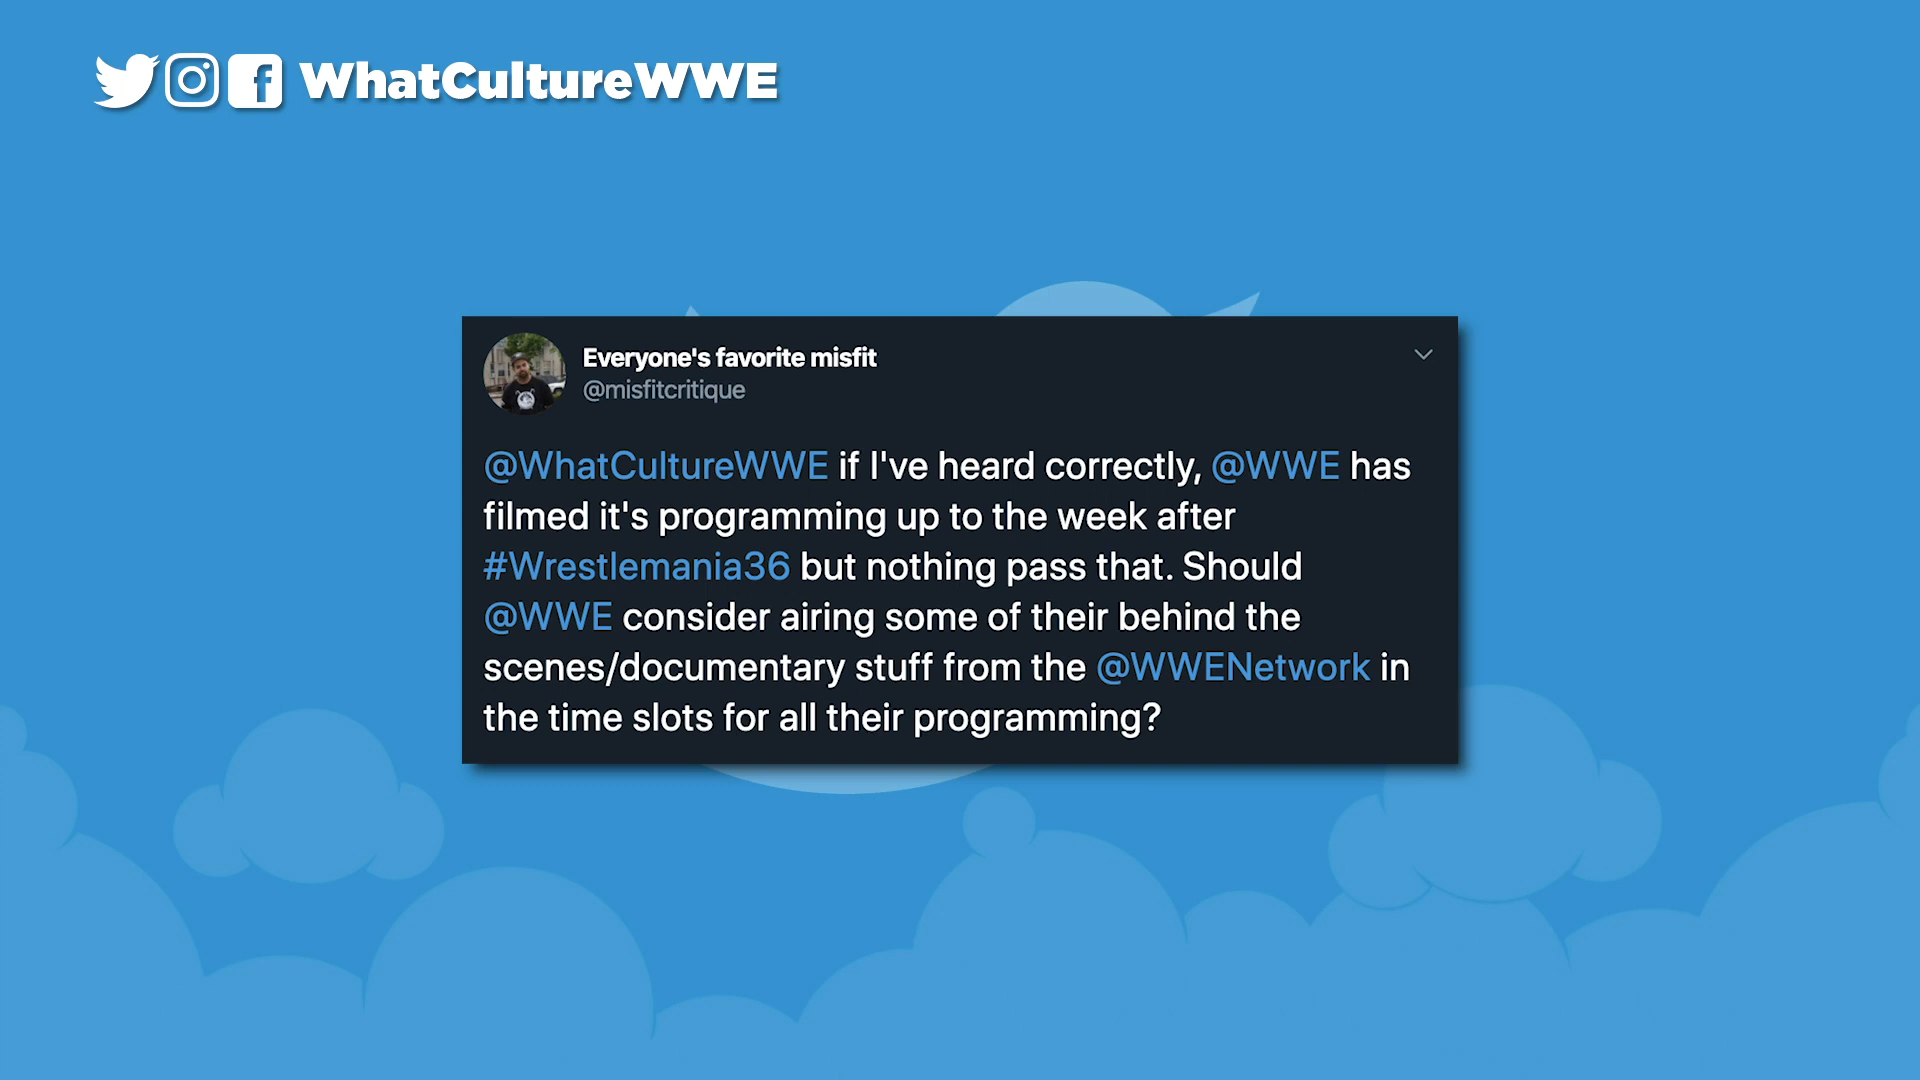 WhatCultureWWE
Everyone's favorite misfit
@misfitcritique
@WhatCultureWWE if I've heard correctly, @WWE has
filmed it's programming up to the week after
#Wrestlemania36 but nothing pass that. Should
@WWE consider airing some of their behind the
scenes/documentary stuff from the @WWENetwork in
the time slots for all their programming?